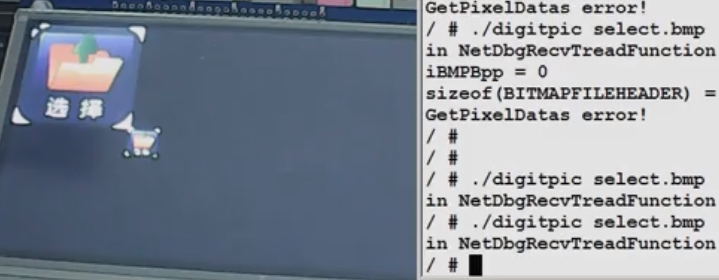 选择
GetPixelDatas error!
/ # ./digitpic select.bmp
in NetDbgRecvTreadFunction
iBMPBpp = 0
sizeof(BITMAPFILEHEADER) =
GetPixelDatas error!
/ #
/ #
/ # ./digitpic select.bmp
in NetDbgRecvTreadFunction
/ # ./digitpic select.bmp
in NetDbgRecvTreadFunction
/ #